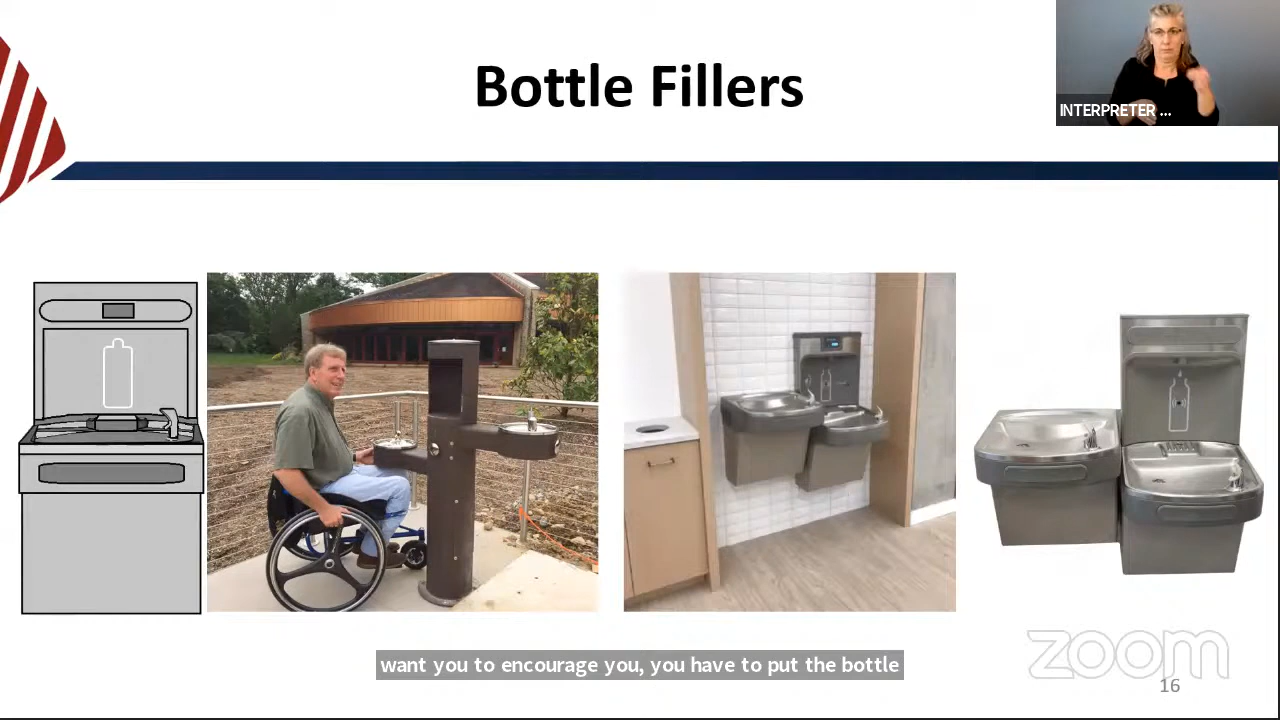 Bottle Fillers
INTERPRETER ...
want you to encourage you, you have to put the bottle
zoom
16